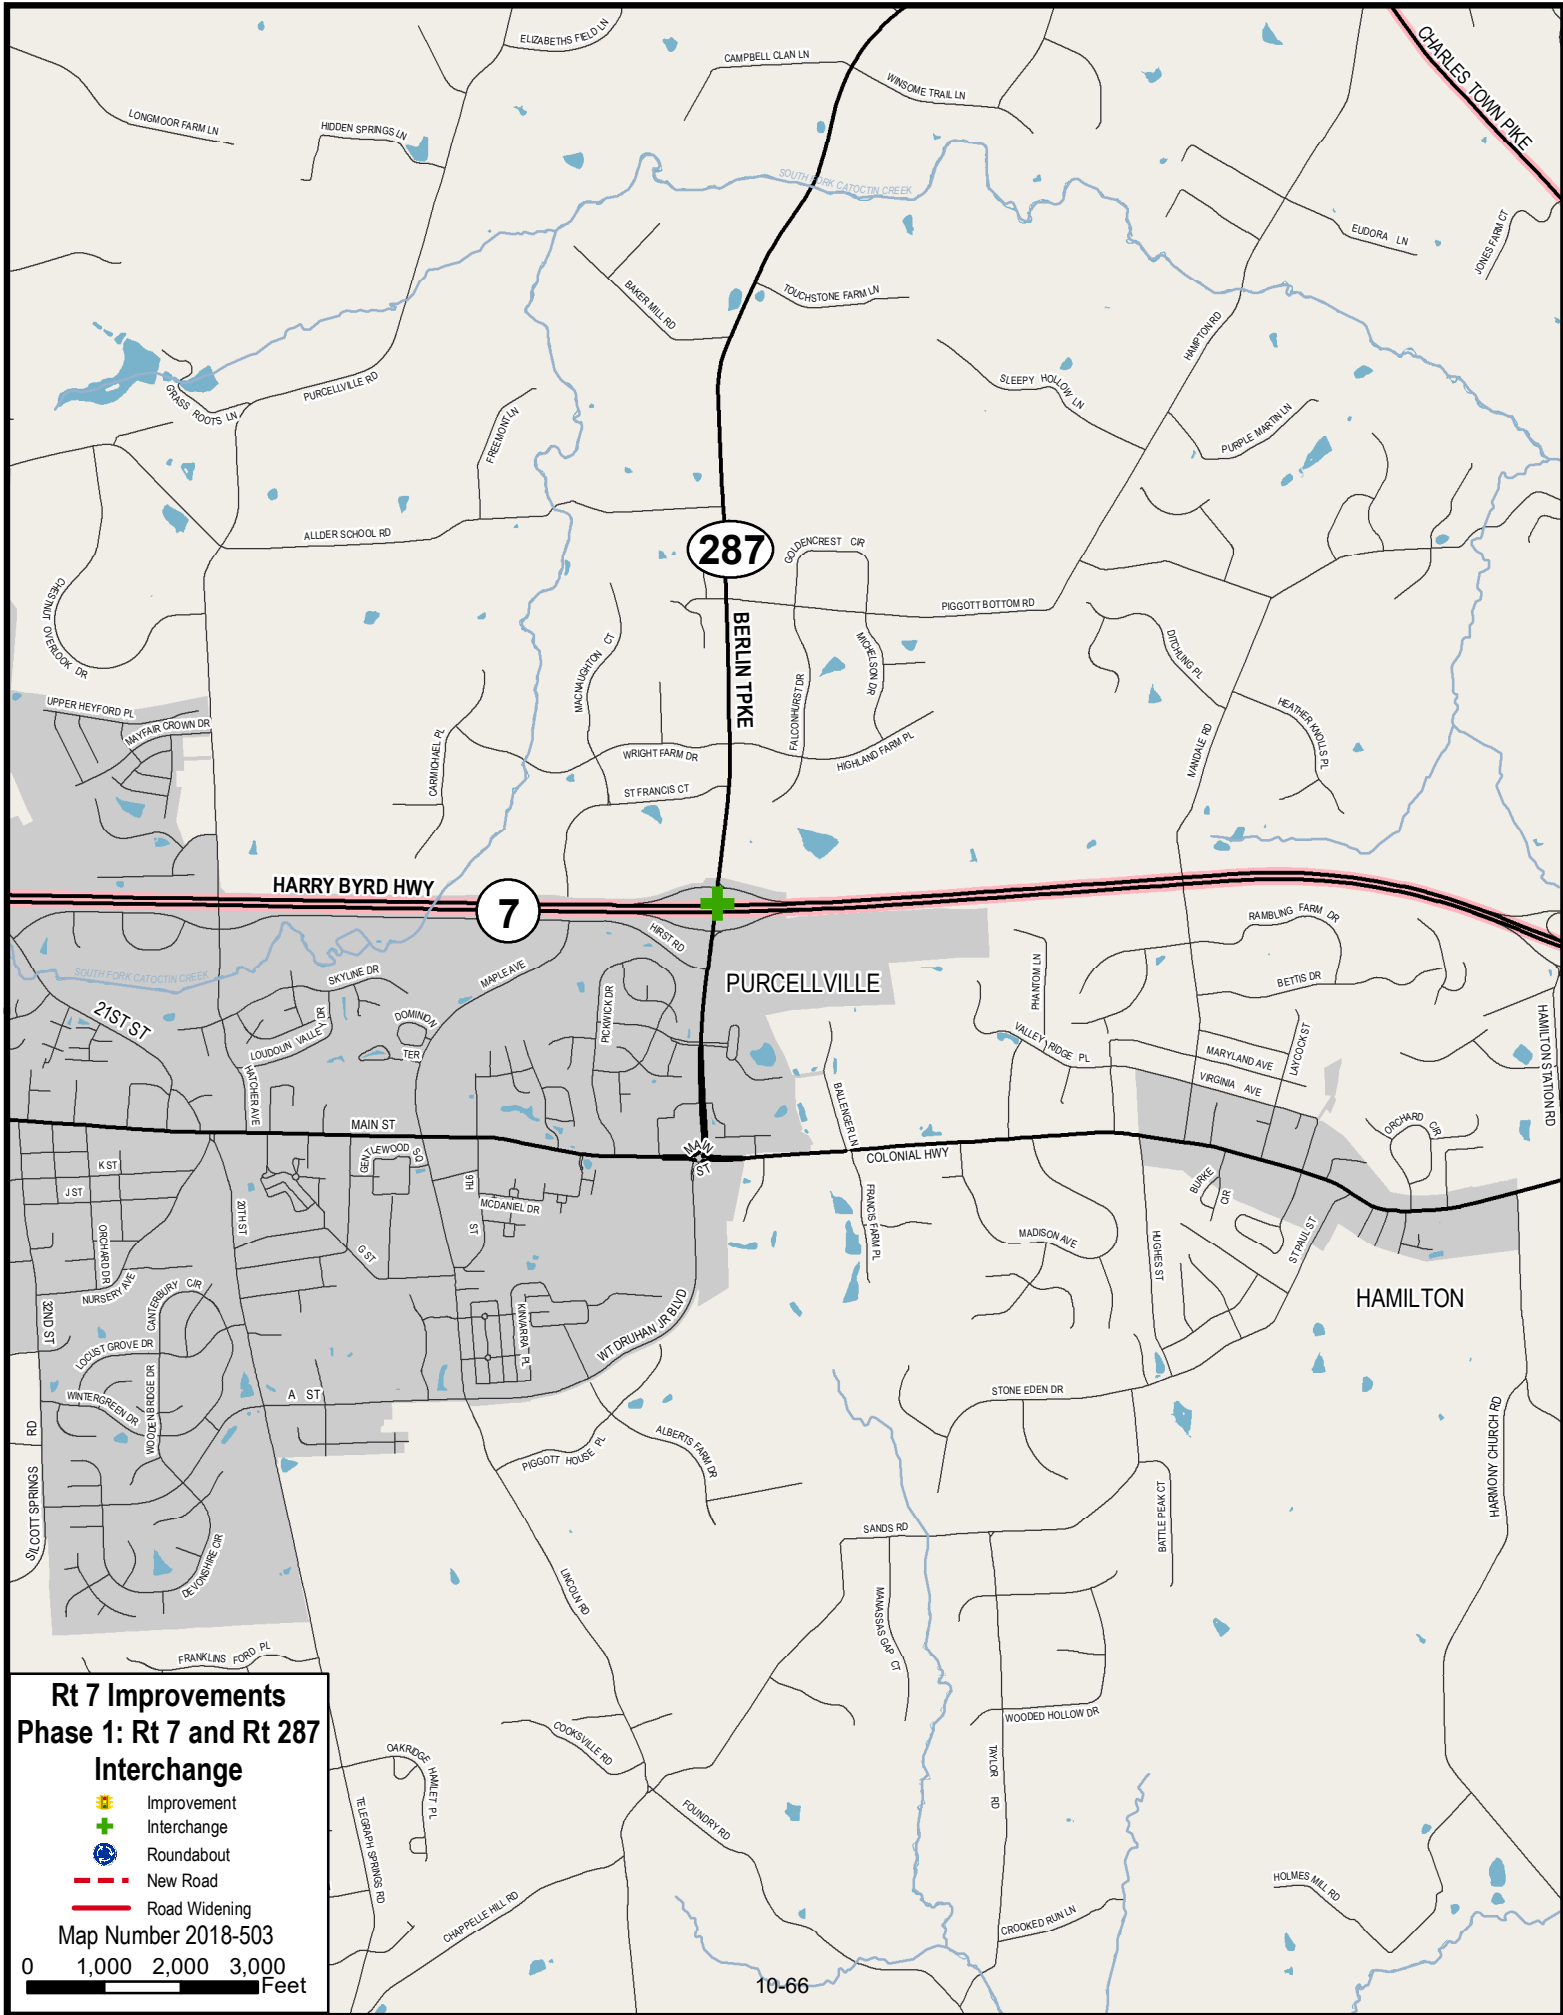 ELIZABETHS FIELD LN
CAMPBELL CLAN LN
CHARLES TOWN PIKE
WINSOME TRAIL LN
LONGMOOR FARM LN
HIDDEN SPRINGS LN
SOUTH FORK CATOCTIN CREEK
EUDORA LN
JONES FARM CT
BAKER MILL RD
TOUCHSTONE FARM LN
HAMPTON RD
GRASS ROOTS LN
PURCELLVILLE RD
SLEEPY HOLLOW LN
FREEMONT LN
PURPLE MARTIN LN
ALLDER SCHOOL RD
287
GOLDENCREST CIR
CHESTNUT OVERLOOK DR
PIGGOTT BOTTOM RD
BERLIN TPKE
MACNAUGHTON CT
MICHELSON DR
DITCHLING PL
UPPER HEYFORD PL
MAYFAIR CROWN DR
FALCONHURST DR
HEATHER KNOLLS PL
CARMICHAEL PL
WRIGHT FARM DR
HIGHLAND FARM PL
IVANDALE RD
ST FRANCIS CT
HARRY BYRD HWY
7
HIRST RD
RAMBLING FARM DR
SOUTH FORK CATOCTIN CREEK
SKYLINE DR
MAPLE AVE
PURCELLVILLE
PHANTOM LN
BETTIS DR
21ST ST
LOUDOUN VALLEY DR
DOMINION TER
PICKWICK DR
VALLEY RIDGE PL
MARYLAND AVE
LAYCOCK ST
HAMILTON STATION RD
HATCHER AVE
VIRGINIA AVE
BALLENGER LN
MAIN ST
GENTLEWOOD SQ
MAIN ST
COLONIAL HWY
ORCHARD CIR
K ST
J ST
20TH ST
9TH ST
MCDANIEL DR
FRANCIS FARM PL
BURKE CIR
ORCHARD DR
G ST
MADISON AVE
HUGHES ST
ST PAUL ST
NURSERY AVE
CANTERBURY CIR
HAMILTON
32ND ST
KINVARRA PL
WT DRUHAN JR BLVD
LOCUST GROVE DR
WINTERGREEN DR
WOODENBRIDGE DR
A ST
STONE EDEN DR
SILCOTT SPRINGS RD
PIGGOTT HOUSE PL
ALBERTS FARM DR
HARMONY CHURCH RD
BATTLE PEAK CT
SANDS RD
DEVONSHIRE CIR
LINCOLN RD
MANASSAS GAP CT
FRANKLINS FORD PL
WOODED HOLLOW DR
COOKSVILLE RD
OAKRIDGE HAMLET PL
TAYLOR RD
FOUNDRY RD
TELEGRAPH SPRINGS RD
CHAPPELLE HILL RD
CROOKED RUN LN
HOLMES MILL RD
Rt 7 Improvements
Phase 1: Rt 7 and Rt 287
Interchange
Improvement
Interchange
Roundabout
New Road
Road Widening
Map Number 2018-503
0 1,000 2,000 3,000
Feet
10-66